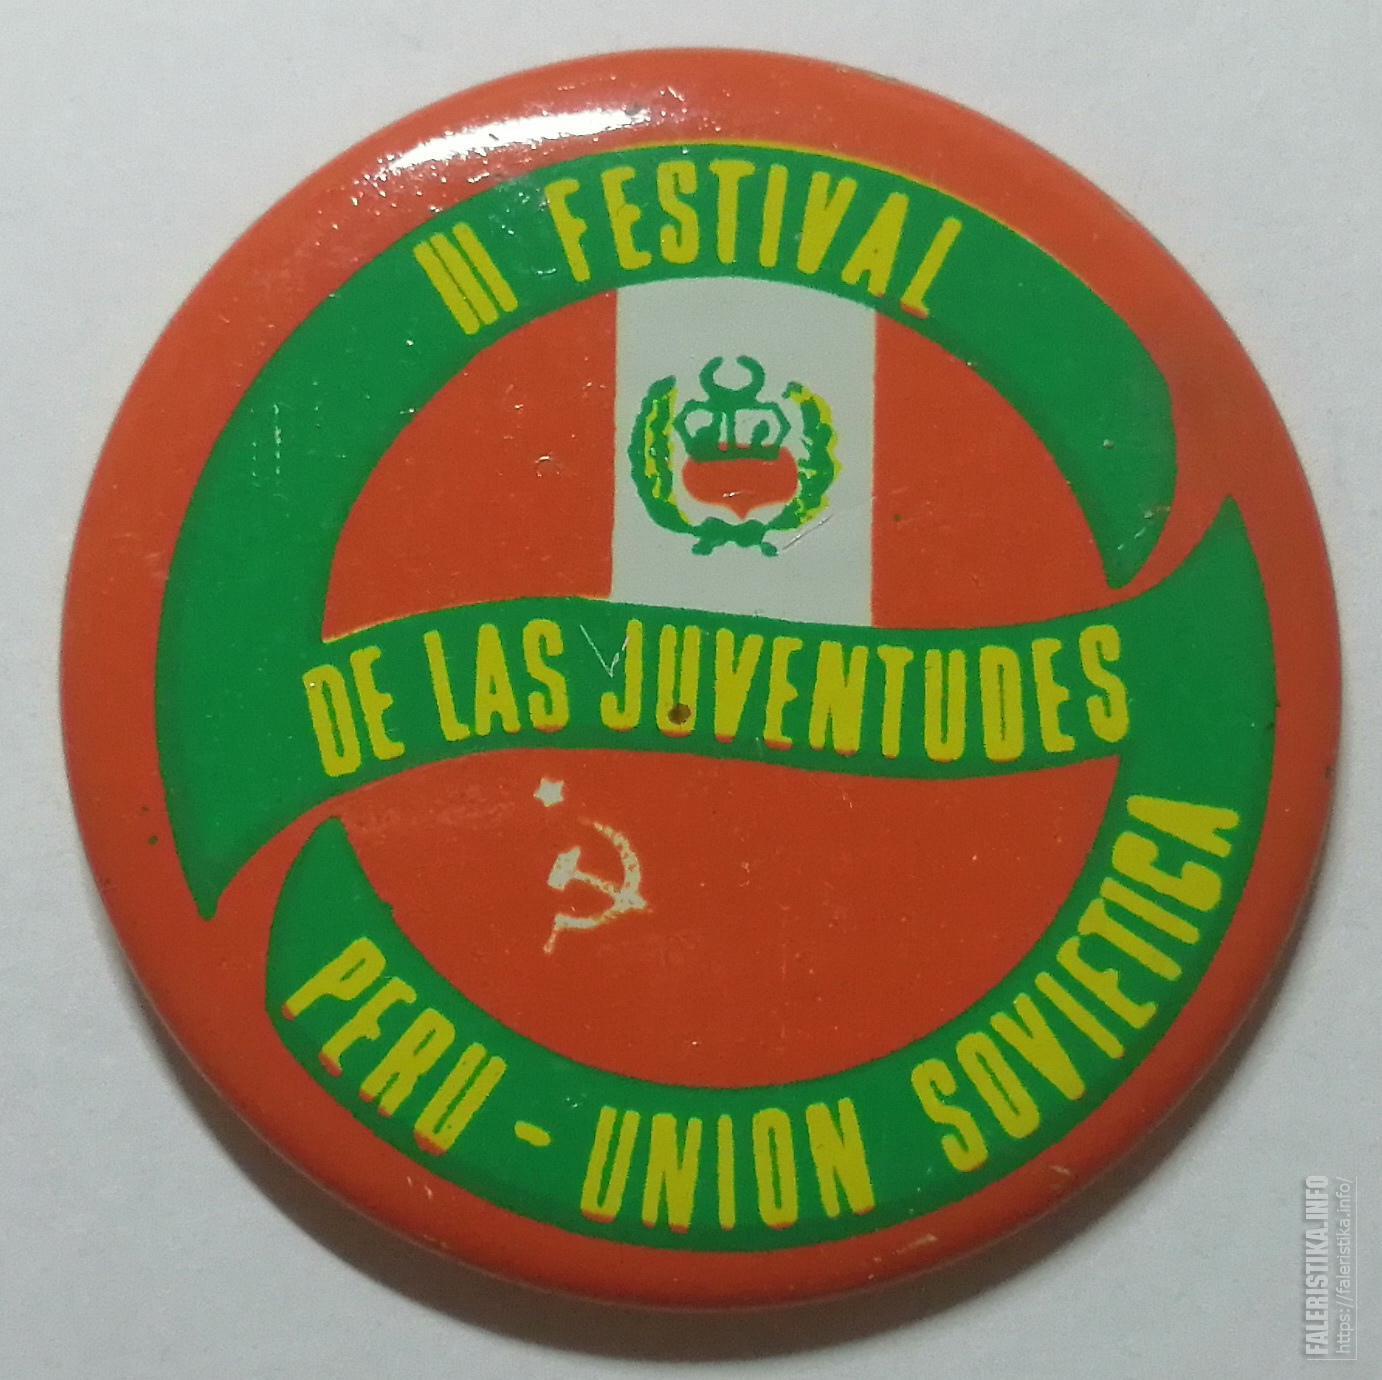 III FESTIVAL
DE LAS JUVENTUDES
PERU - UNION SOVIETICA
FALERISTIKA.INFO
https://faleristika.info/